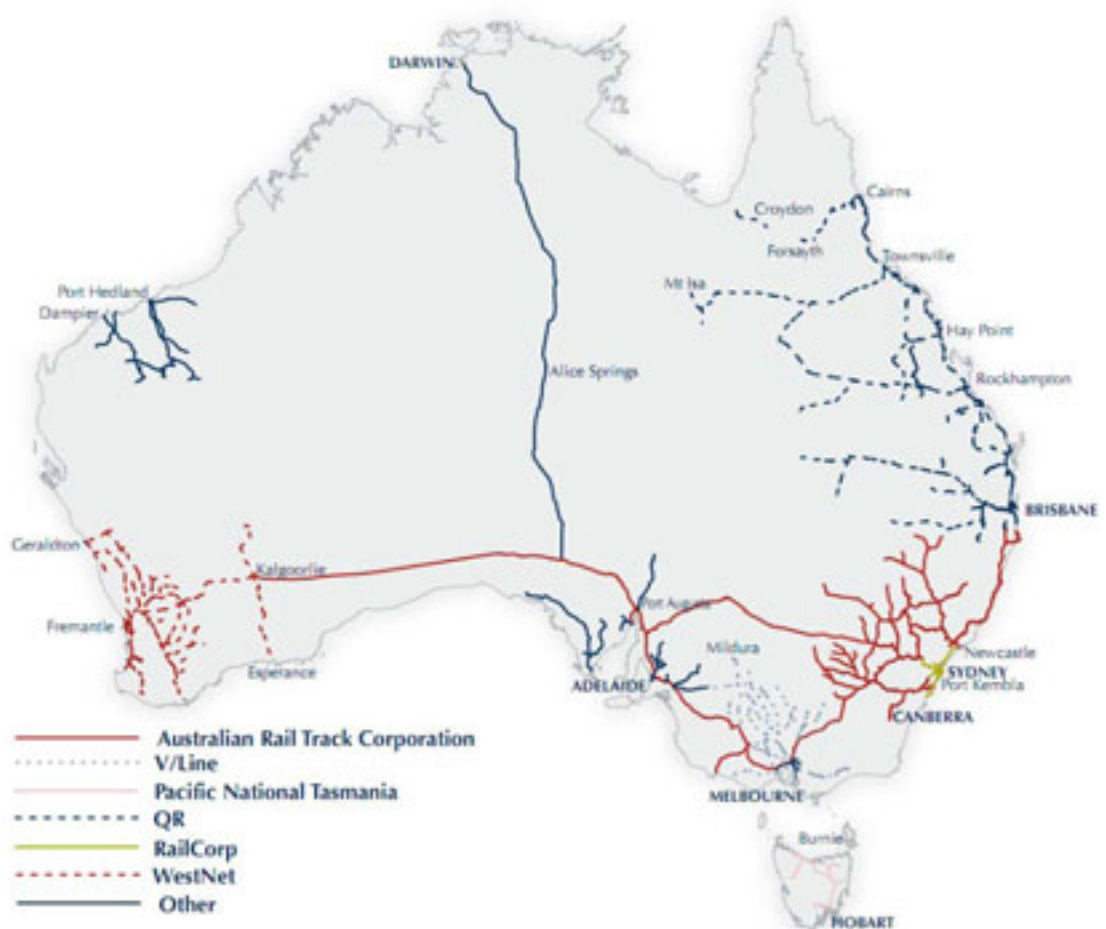 DARWIN
Cairns
Croydon
Forsayth
Townsville
Mt Isa
Port Hedland
Dampier
Hay Point
Alice Springs
Rockhampton
BRISBANE
Geraldton
Kalgoorlie
Port Augusta
Fremantle
Mildura
Newcastle
Esperance
ADELAIDE
SYDNEY
Port Kembla
CANBERRA
MELBOURNE
Burnie
HOBART
Australian Rail Track Corporation
V/Line
Pacific National Tasmania
QR
RailCorp
WestNet
Other